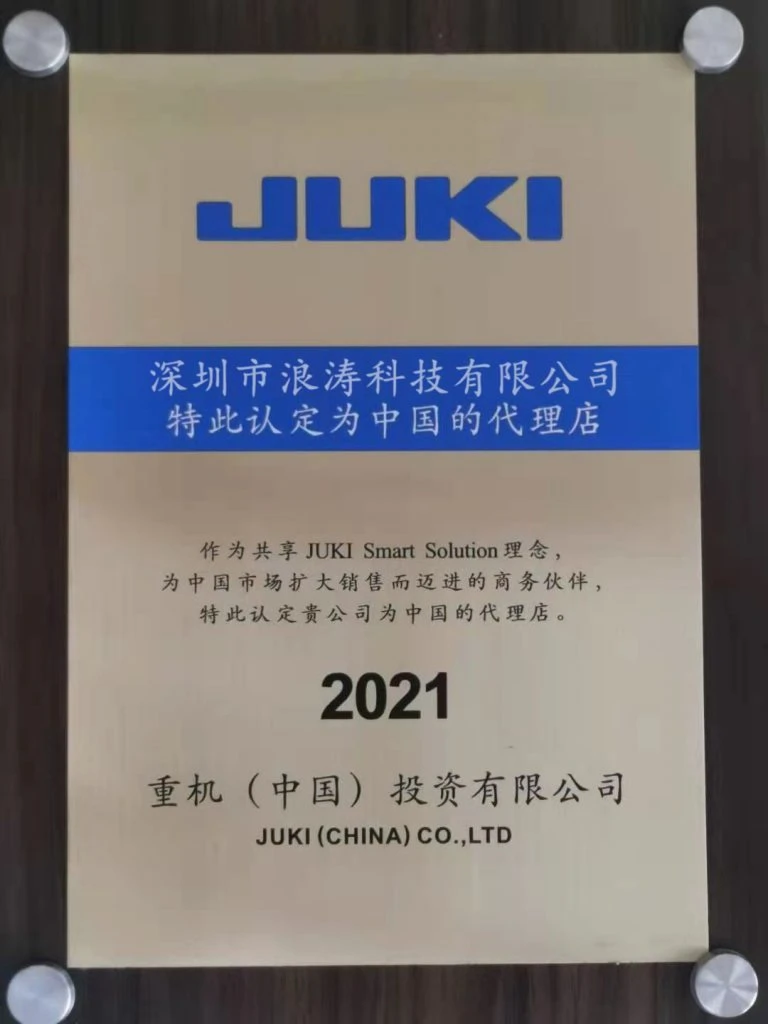 JUKI
深圳市浪涛科技有限公司
特此认定为中国的代理店
作为共享 JUKI Smart Solution 理念，
为中国市场扩大销售而迈进的商务伙伴，
特此认定贵公司为中国的代理店。
2021
重机（中国）投资有限公司
JUKI (CHINA) CO.,LTD